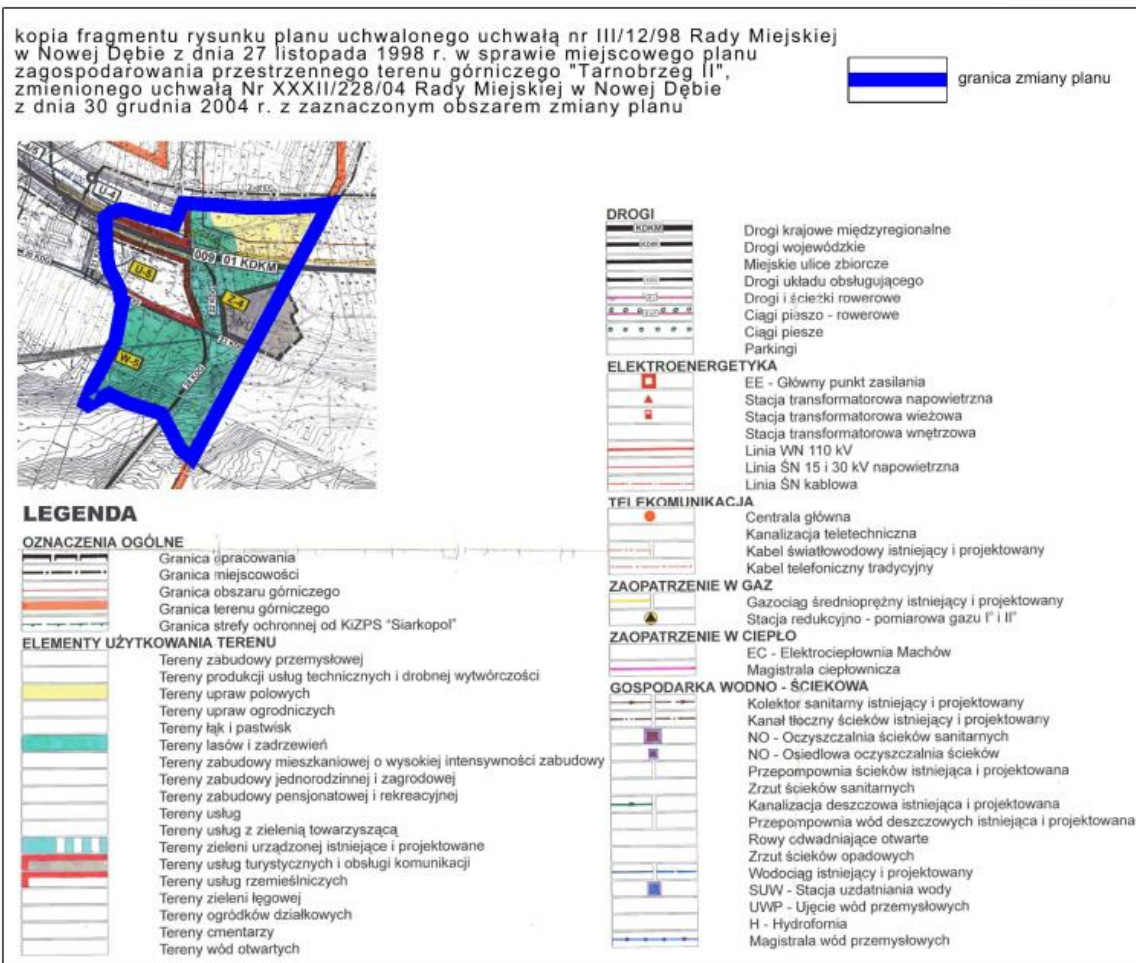 kopia fragmentu rysunku planu uchwalonego uchwałą nr III/12/98 Rady Miejskiej
w Nowej Dębie z dnia 27 listopada 1998 r. w sprawie miejscowego planu
zagospodarowania przestrzennego terenu górniczego "Tarnobrzeg II",
zmienionego uchwałą Nr XXXII/228/04 Rady Miejskiej w Nowej Dębie
z dnia 30 grudnia 2004 r. z zaznaczonym obszarem zmiany planu
granica zmiany planu
U-4
009 01 KDKM
U-5
Z-4
W-5
LEGENDA
OZNACZENIA OGÓLNE
Granica opracowania
Granica miejscowości
Granica obszaru górniczego
Granica terenu górniczego
Granica strefy ochronnej od KiZPS "Siarkopol"
ELEMENTY UŻYTKOWANIA TERENU
Tereny zabudowy przemysłowej
Tereny produkcji usług technicznych i drobnej wytwórczości
Tereny upraw polowych
Tereny upraw ogrodniczych
Tereny łąk i pastwisk
Tereny lasów i zadrzewień
Tereny zabudowy mieszkaniowej o wysokiej intensywności zabudowy
Tereny zabudowy jednorodzinnej i zagrodowej
Tereny zabudowy pensjonatowej i rekreacyjnej
Tereny usług
Tereny usług z zielenią towarzyszącą
Tereny zieleni urządzonej istniejące i projektowane
Tereny usług turystycznych i obsługi komunikacji
Tereny usług rzemieślniczych
Tereny zieleni łęgowej
Tereny ogródków działkowych
Tereny cmentarzy
Tereny wód otwartych
DROGI
KDKM
Drogi krajowe międzyregionalne
Drogi wojewódzkie
Miejskie ulice zbiorcze
Drogi układu obsługującego
Drogi i ścieżki rowerowe
Ciągi pieszo - rowerowe
Ciągi piesze
Parkingi
ELEKTROENERGETYKA
EE - Główny punkt zasilania
Stacja transformatorowa napowietrzna
Stacja transformatorowa wieżowa
Stacja transformatorowa wnętrzowa
Linia WN 110 kV
Linia ŚN 15 i 30 kV napowietrzna
Linia ŚN kablowa
TELEKOMUNIKACJA
Centrala główna
Kanalizacja teletechniczna
Kabel światłowodowy istniejący i projektowany
Kabel telefoniczny tradycyjny
ZAOPATRZENIE W GAZ
Gazociąg średnioprężny istniejący i projektowany
Stacja redukcyjno - pomiarowa gazu I° i II°
ZAOPATRZENIE W CIEPŁO
EC - Elektrociepłownia Machów
Magistrala ciepłownicza
GOSPODARKA WODNO - ŚCIEKOWA
Kolektor sanitarny istniejący i projektowany
Kanał tłoczny ścieków istniejący i projektowany
NO - Oczyszczalnia ścieków sanitarnych
NO - Osiedlowa oczyszczalnia ścieków
Przepompownia ścieków istniejąca i projektowana
Zrzut ścieków sanitarnych
Kanalizacja deszczowa istniejąca i projektowana
Przepompownia wód deszczowych istniejąca i projektowana
Rowy odwadniające otwarte
Zrzut ścieków opadowych
Wodociąg istniejący i projektowany
SUW - Stacja uzdatniania wody
UWP - Ujęcie wód przemysłowych
H - Hydrofornia
Magistrala wód przemysłowych